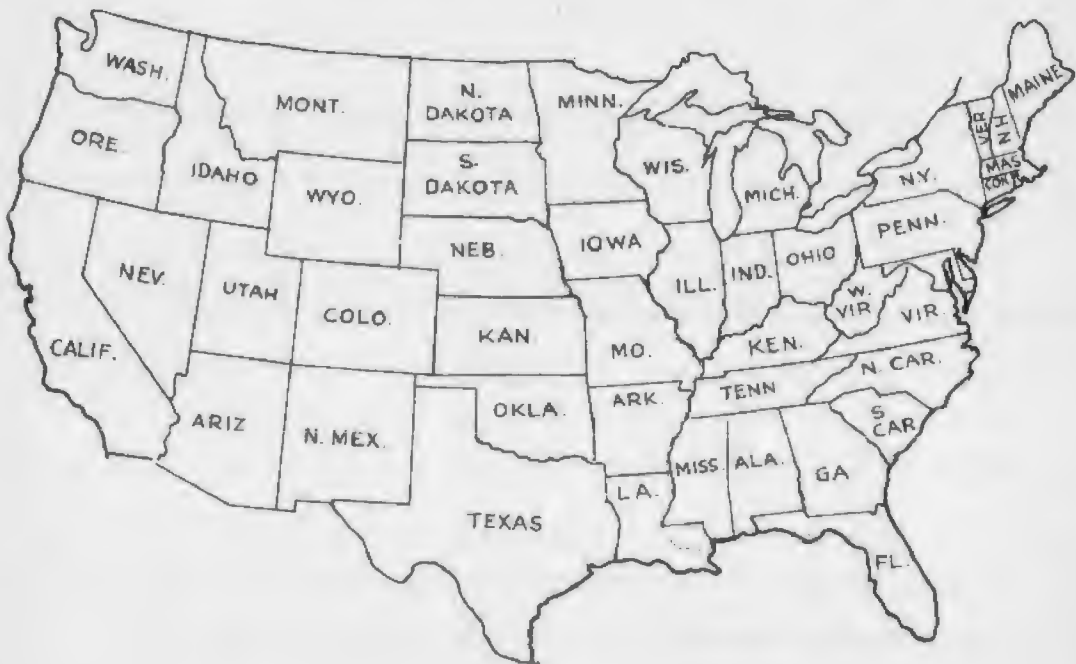 WASH.
MONT.
N.
DAKOTA
MINN.
MAINE
VER
N H
ORE.
IDAHO
WYO.
S.
DAKOTA
WIS.
MICH.
N.Y.
MAS
CON
NEB.
IOWA
PENN.
NEV.
UTAH
COLO.
ILL.
IND.
OHIO
W.
VIR
VIR.
CALIF.
KAN.
MO.
KEN.
N. CAR.
ARIZ
N. MEX.
OKLA.
ARK.
TENN
S
CAR
TEXAS
LA.
MISS.
ALA.
GA
FL.